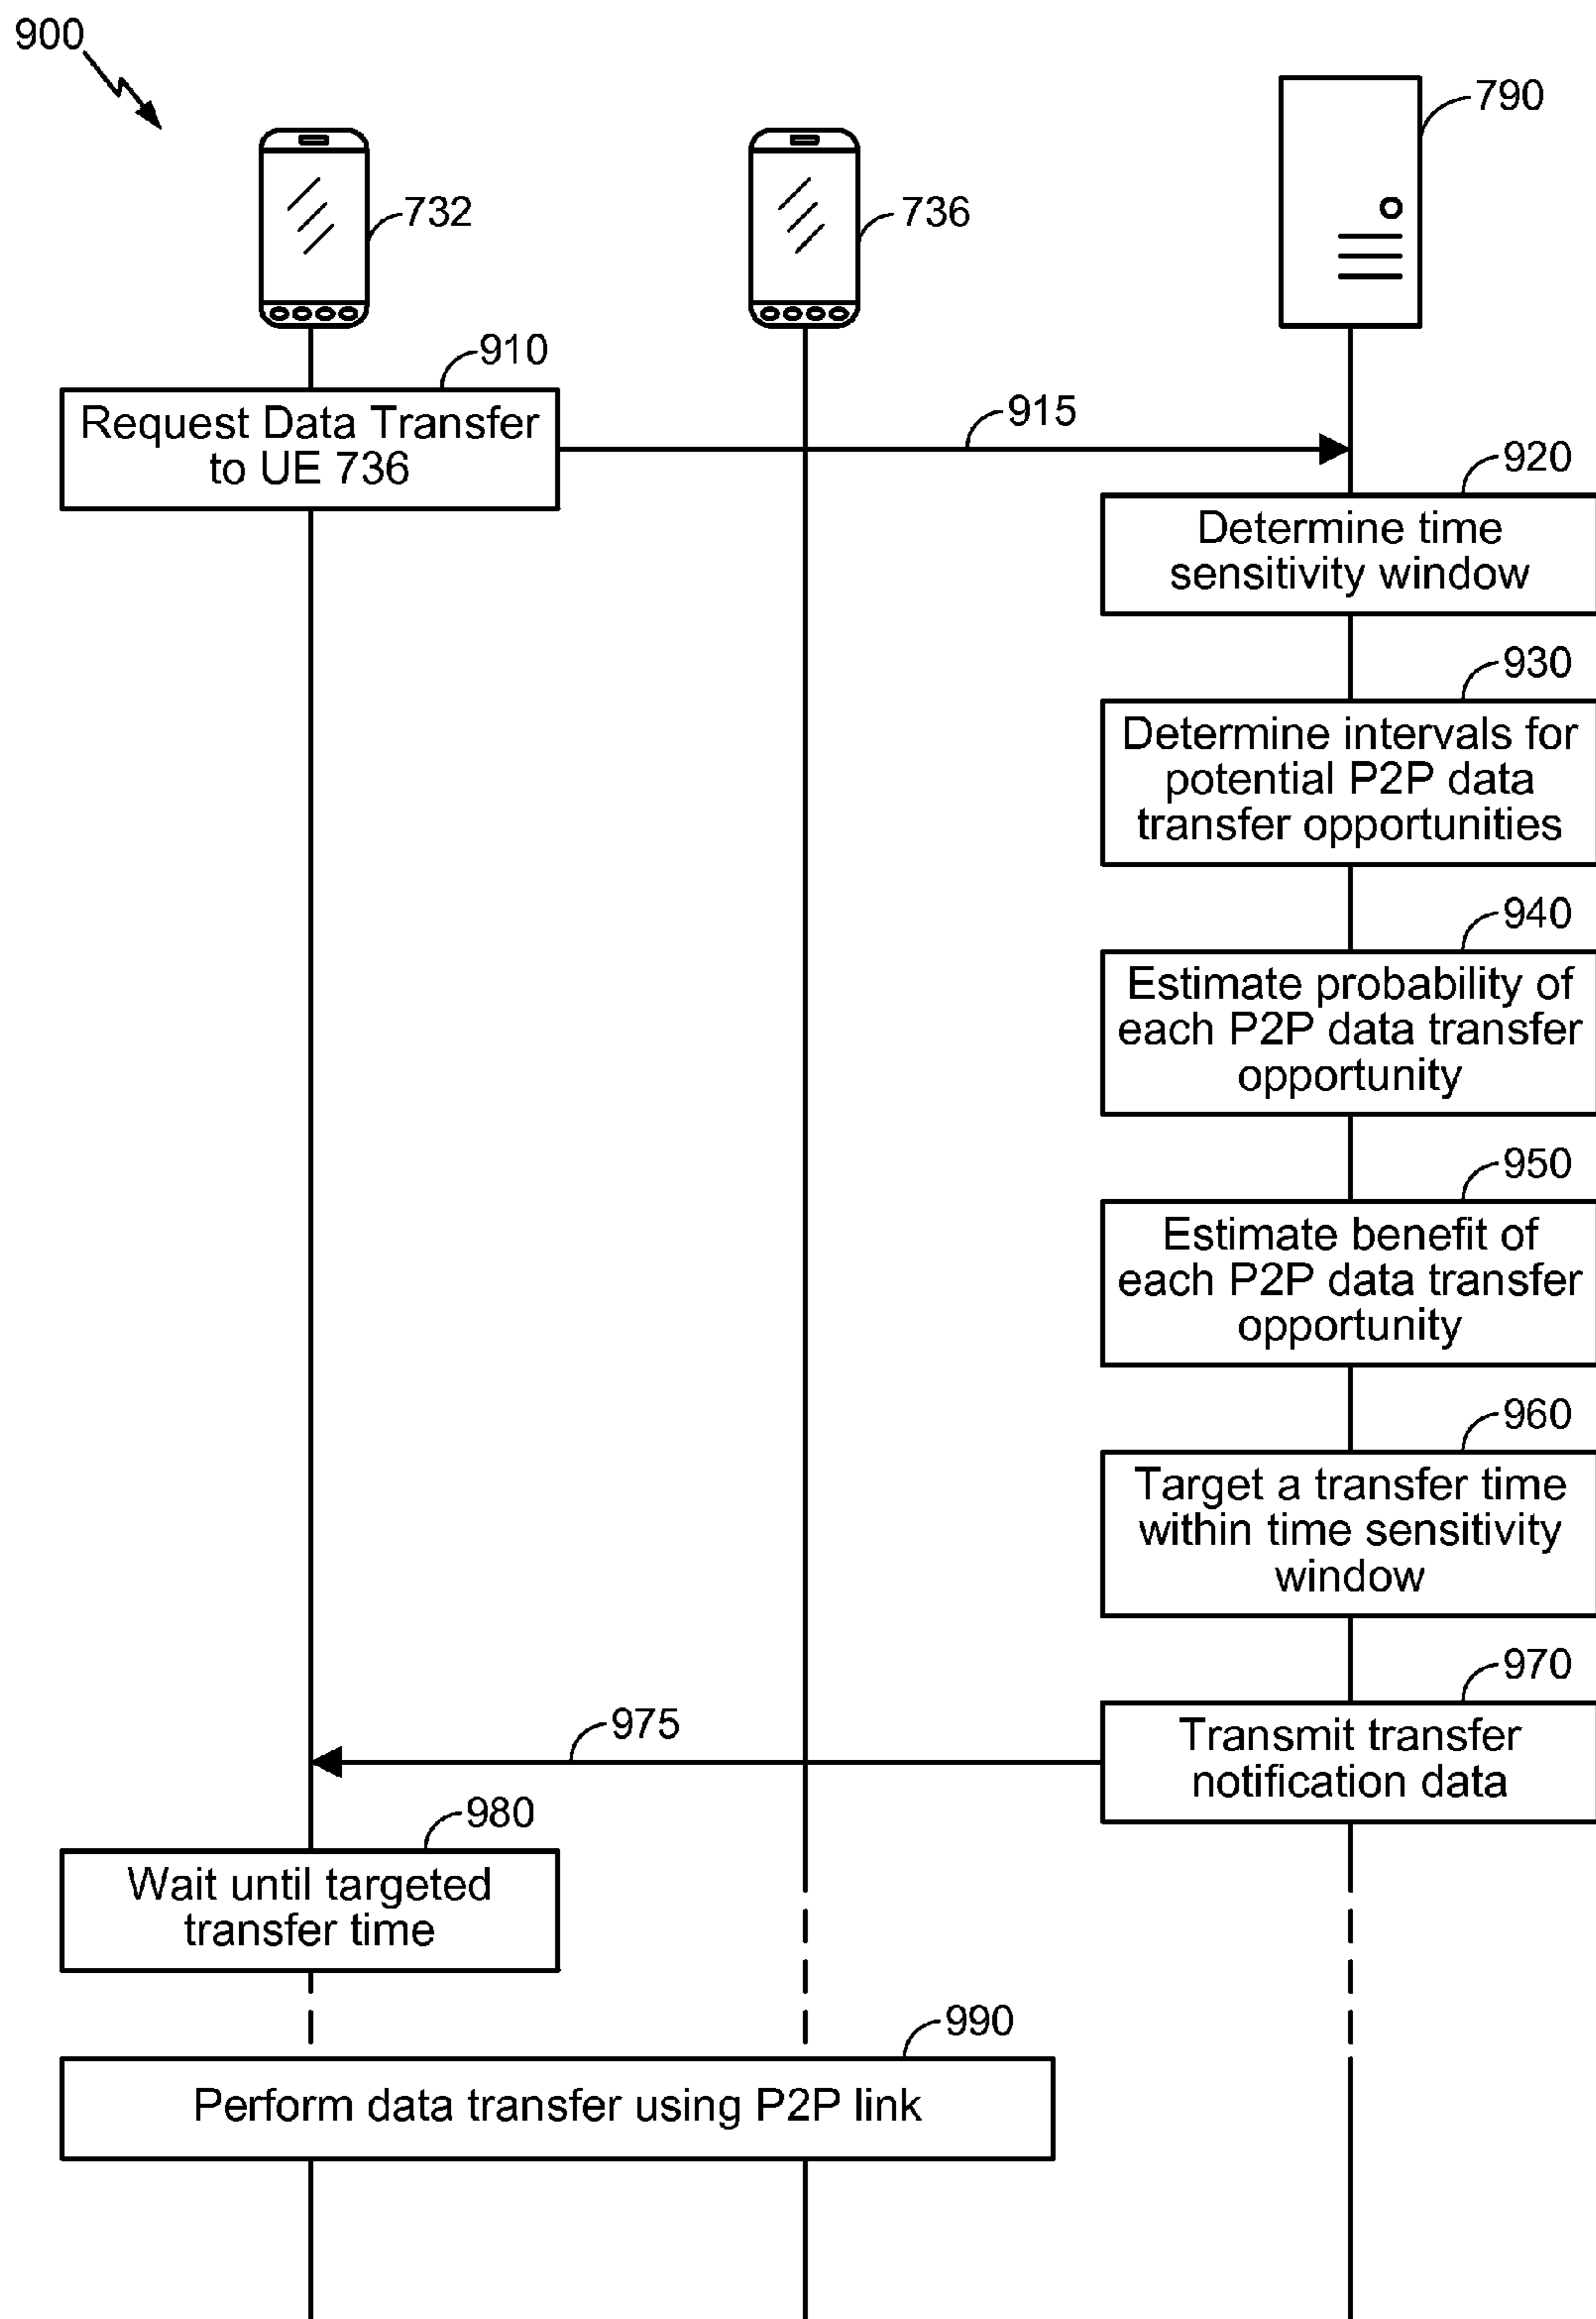 900
790
732
736
910
Request Data Transfer
to UE 736
915
920
Determine time
sensitivity window
930
Determine intervals for
potential P2P data
transfer opportunities
940
Estimate probability of
each P2P data transfer
opportunity
950
Estimate benefit of
each P2P data transfer
opportunity
960
Target a transfer time
within time sensitivity
window
970
Transmit transfer
notification data
975
980
Wait until targeted
transfer time
990
Perform data transfer using P2P link